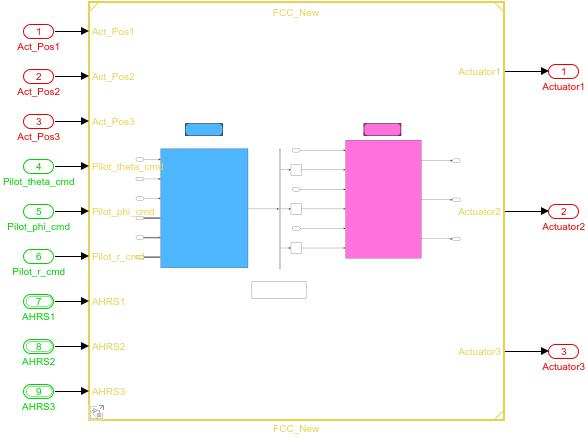 FCC_New
1
Act_Pos1
Act_Pos1
2
Act_Pos2
Act_Pos2
3
Act_Pos3
Act_Pos3
4
Pilot_theta_cmd
Pilot_theta_cmd
5
Pilot_phi_cmd
Pilot_phi_cmd
6
Pilot_r_cmd
Pilot_r_cmd
7
AHRS1
AHRS1
8
AHRS2
AHRS2
9
AHRS3
AHRS3
Actuator1
1
Actuator1
Actuator2
2
Actuator2
Actuator3
3
Actuator3
FCC_New